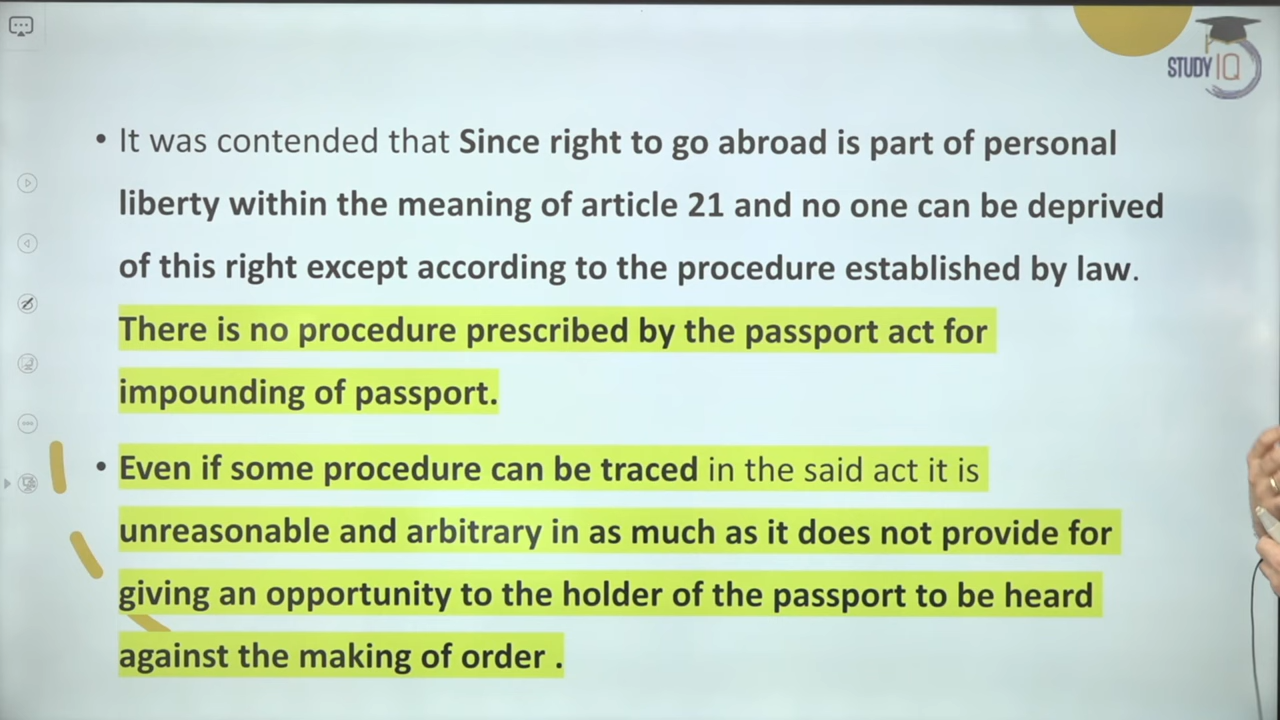 STUDY IQ
• It was contended that Since right to go abroad is part of personal
liberty within the meaning of article 21 and no one can be deprived
of this right except according to the procedure established by law.
There is no procedure prescribed by the passport act for
impounding of passport.
• Even if some procedure can be traced in the said act it is
unreasonable and arbitrary in as much as it does not provide for
giving an opportunity to the holder of the passport to be heard
against the making of order .